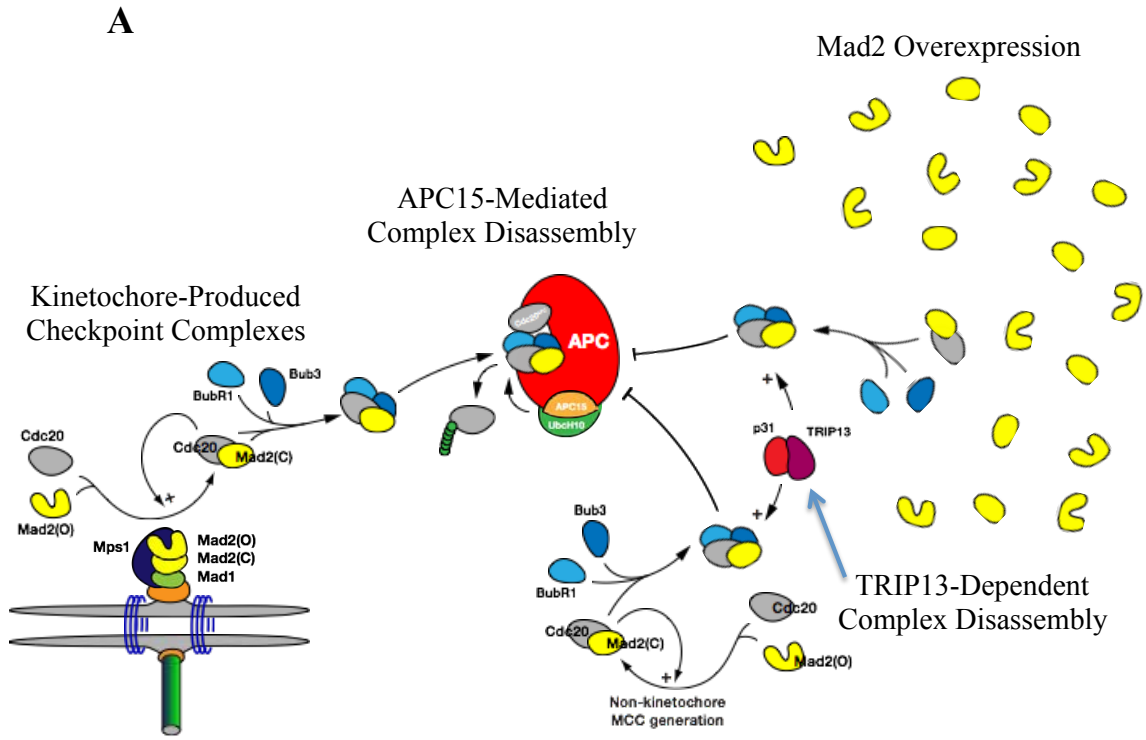 A
Mad2 Overexpression
APC15-Mediated
Complex Disassembly
Kinetochore-Produced
Checkpoint Complexes
Bub3
BubR1
Cdc20
Cdc20
Mad2(C)
Mad2(O)
+
Mps1
Mad2(O)
Mad2(C)
Mad1
APC
APC15
UbcH10
+
p31
TRIP13
+
Bub3
BubR1
Cdc20
Mad2(C)
Cdc20
Mad2(O)
+
Non-kinetochore
MCC generation
TRIP13-Dependent
Complex Disassembly